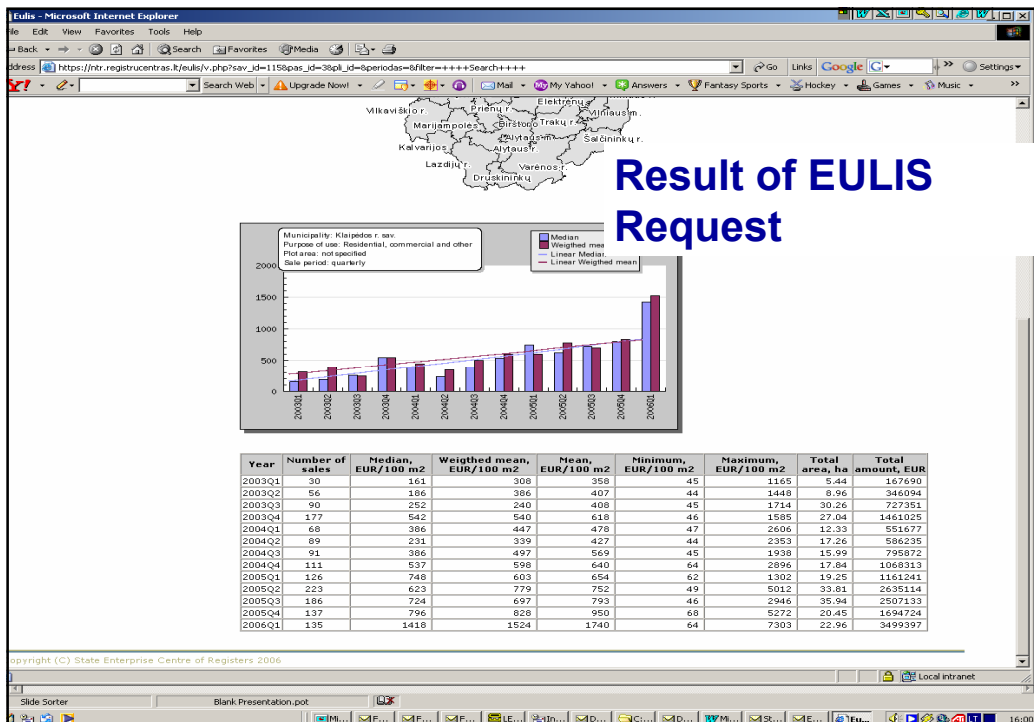 Eulis - Microsoft Internet Explorer
File Edit View Favorites Tools Help
Back Search Favorites Media
Address https://ntr.registrucentras.lt/eulis/v.php?sav_id=115&pas_id=3&pli_id=&periodas=&filter=++++Search++++ Go Links Google G Settings
Y! Search Web Upgrade Now! Mail My Yahoo! Answers Fantasy Sports Hockey Games Music
Elektrėnų
Vilkaviškio r. Prienų r. Vilniaus m.
Marijampolės Birštono Trakų r.
Alytaus m. Šalčininkų r.
Kalvarijos Alytaus r.
Lazdijų r. Varėnos r.
Druskininkų
Result of EULIS
Request
Municipality: Klaipėdos r. sav.
Purpose of use: Residential, commercial and other
Plot area: not specified
Sale period: quarterly
Median
Weigthed mean
Linear Median
Linear Weigthed mean
2000
1500
1000
500
0
2003Q1 2003Q2 2003Q3 2003Q4 2004Q1 2004Q2 2004Q3 2004Q4 2005Q1 2005Q2 2005Q3 2005Q4 2006Q1
Year Number of sales Median, EUR/100 m2 Weigthed mean, EUR/100 m2 Mean, EUR/100 m2 Minimum, EUR/100 m2 Maximum, EUR/100 m2 Total area, ha Total amount, EUR
2003Q1 30 161 308 358 45 1165 5.44 167690
2003Q2 56 186 386 407 44 1448 8.96 346094
2003Q3 90 252 240 408 45 1714 30.26 727351
2003Q4 177 542 540 618 46 1585 27.04 1461025
2004Q1 68 386 447 478 47 2606 12.33 551677
2004Q2 89 231 339 427 44 2353 17.26 586235
2004Q3 91 386 497 569 45 1938 15.99 795872
2004Q4 111 537 598 640 64 2896 17.84 1068313
2005Q1 126 748 603 654 62 1302 19.25 1161241
2005Q2 223 623 779 752 49 5012 33.81 2635114
2005Q3 186 724 697 793 46 2946 35.94 2507133
2005Q4 137 796 828 950 68 5272 20.45 1694724
2006Q1 135 1418 1524 1740 64 7303 22.96 3499397
opyright (C) State Enterprise Centre of Registers 2006
Local intranet
Slide Sorter Blank Presentation.pot
Mi... F... F... F... LE... In... D... C:... D... Mi... St... E... Eu... LT 16:00